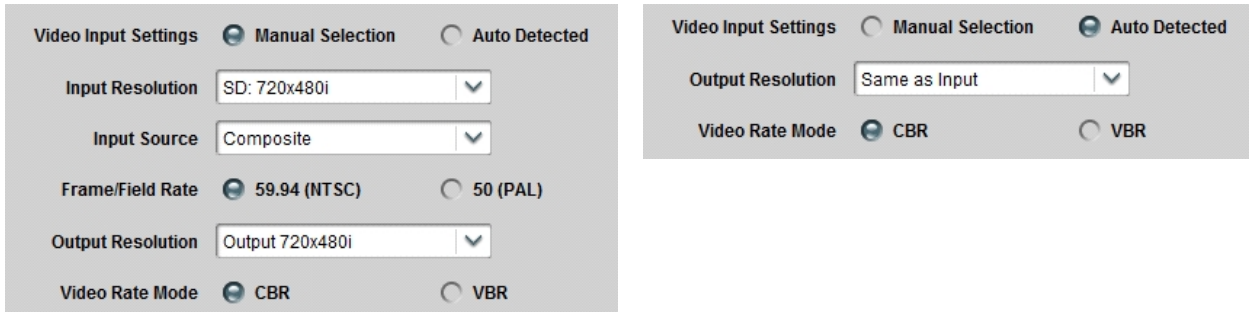 Video Input Settings Manual Selection Auto Detected
Input Resolution SD: 720x480i
Input Source Composite
Frame/Field Rate 59.94 (NTSC) 50 (PAL)
Output Resolution Output 720x480i
Video Rate Mode CBR VBR
Video Input Settings Manual Selection Auto Detected
Output Resolution Same as Input
Video Rate Mode CBR VBR